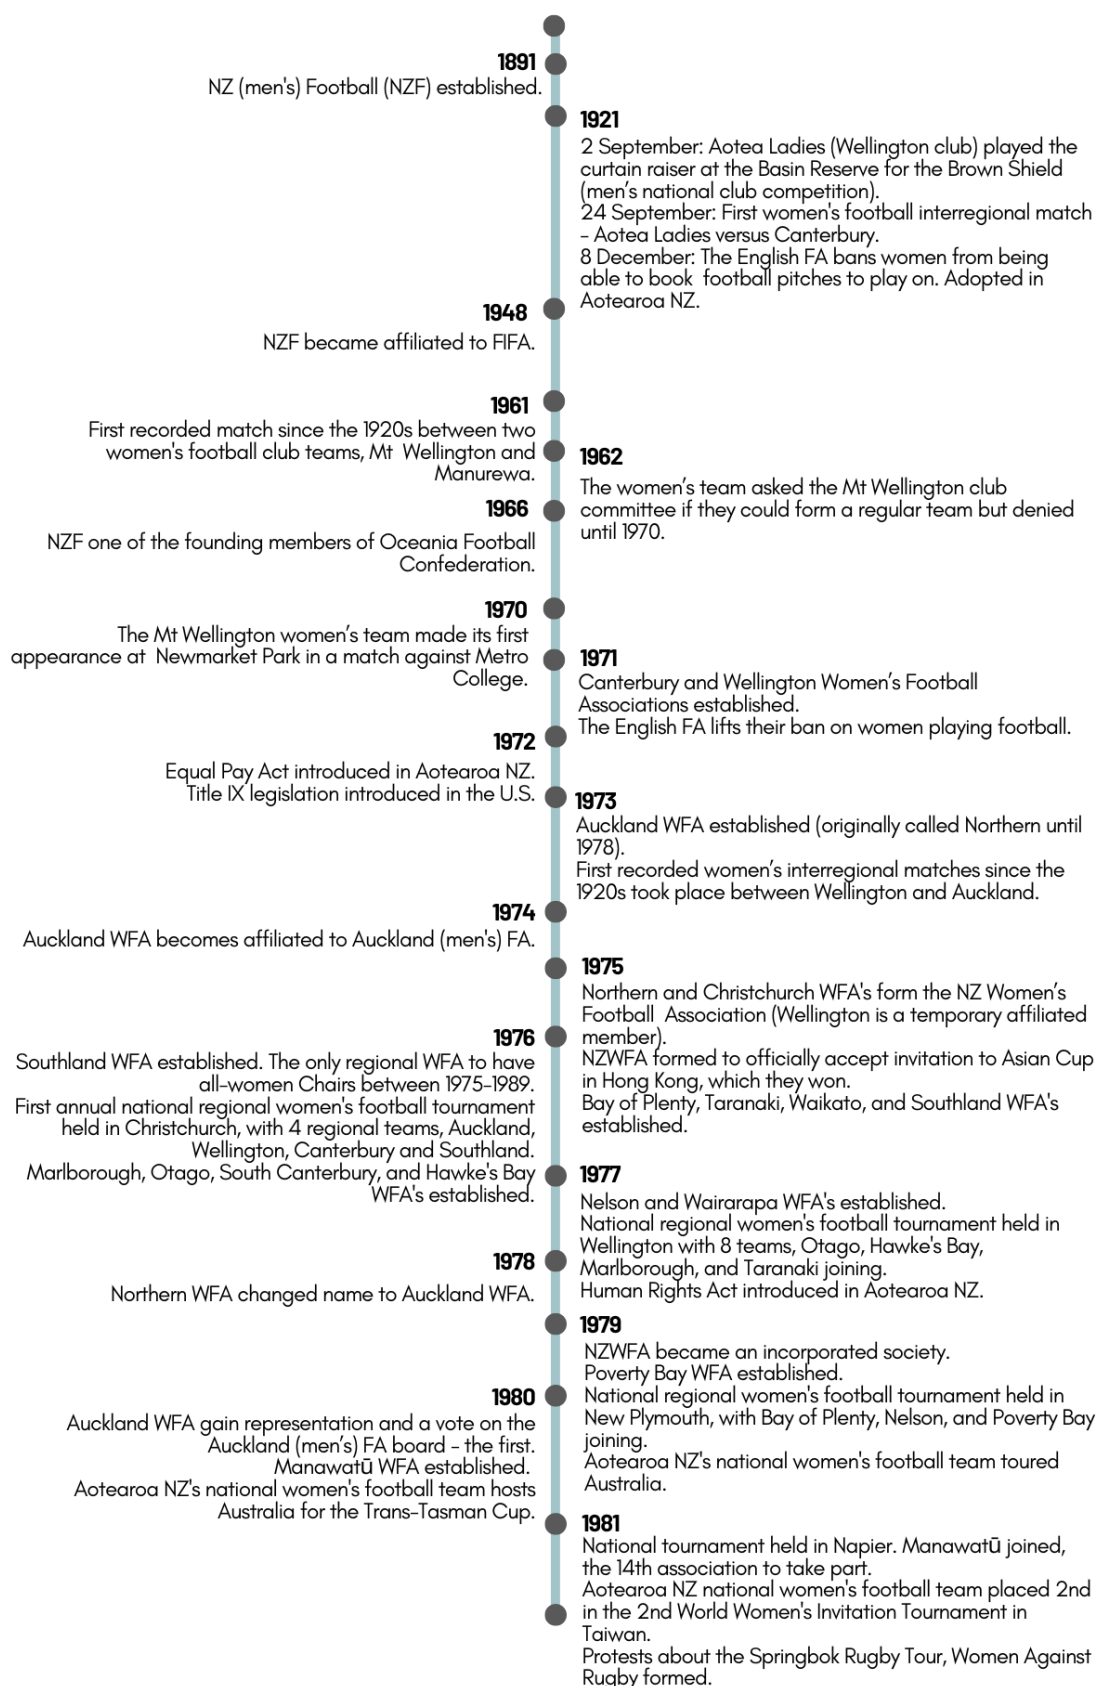 1891
NZ (men's) Football (NZF) established.
1921
2 September: Aotea Ladies (Wellington club) played the
curtain raiser at the Basin Reserve for the Brown Shield
(men’s national club competition).
24 September: First women's football interregional match
- Aotea Ladies versus Canterbury.
8 December: The English FA bans women from being
able to book football pitches to play on. Adopted in
Aotearoa NZ.
1948
NZF became affiliated to FIFA.
1961
First recorded match since the 1920s between two
women's football club teams, Mt Wellington and
Manurewa.
1962
The women’s team asked the Mt Wellington club
committee if they could form a regular team but denied
until 1970.
1966
NZF one of the founding members of Oceania Football
Confederation.
1970
The Mt Wellington women’s team made its first
appearance at Newmarket Park in a match against Metro
College.
1971
Canterbury and Wellington Women’s Football
Associations established.
The English FA lifts their ban on women playing football.
1972
Equal Pay Act introduced in Aotearoa NZ.
Title IX legislation introduced in the U.S.
1973
Auckland WFA established (originally called Northern until
1978).
First recorded women’s interregional matches since the
1920s took place between Wellington and Auckland.
1974
Auckland WFA becomes affiliated to Auckland (men's) FA.
1975
Northern and Christchurch WFA's form the NZ Women’s
Football Association (Wellington is a temporary affiliated
member).
NZWFA formed to officially accept invitation to Asian Cup
in Hong Kong, which they won.
Bay of Plenty, Taranaki, Waikato, and Southland WFA's
established.
1976
Southland WFA established. The only regional WFA to have
all-women Chairs between 1975-1989.
First annual national regional women's football tournament
held in Christchurch, with 4 regional teams, Auckland,
Wellington, Canterbury and Southland.
Marlborough, Otago, South Canterbury, and Hawke's Bay
WFA's established.
1977
Nelson and Wairarapa WFA's established.
National regional women's football tournament held in
Wellington with 8 teams, Otago, Hawke's Bay,
Marlborough, and Taranaki joining.
Human Rights Act introduced in Aotearoa NZ.
1978
Northern WFA changed name to Auckland WFA.
1979
NZWFA became an incorporated society.
Poverty Bay WFA established.
National regional women's football tournament held in
New Plymouth, with Bay of Plenty, Nelson, and Poverty Bay
joining.
Aotearoa NZ's national women's football team toured
Australia.
1980
Auckland WFA gain representation and a vote on the
Auckland (men’s) FA board - the first.
Manawatū WFA established.
Aotearoa NZ's national women's football team hosts
Australia for the Trans-Tasman Cup.
1981
National tournament held in Napier. Manawatū joined,
the 14th association to take part.
Aotearoa NZ national women's football team placed 2nd
in the 2nd World Women's Invitation Tournament in
Taiwan.
Protests about the Springbok Rugby Tour, Women Against
Rugby formed.